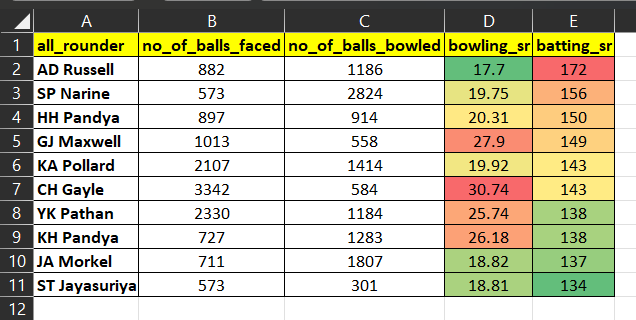 A B C D E
1 all_rounder no_of_balls_faced no_of_balls_bowled bowling_sr batting_sr
2 AD Russell 882 1186 17.7 172
3 SP Narine 573 2824 19.75 156
4 HH Pandya 897 914 20.31 150
5 GJ Maxwell 1013 558 27.9 149
6 KA Pollard 2107 1414 19.92 143
7 CH Gayle 3342 584 30.74 143
8 YK Pathan 2330 1184 25.74 138
9 KH Pandya 727 1283 26.18 138
10 JA Morkel 711 1807 18.82 137
11 ST Jayasuriya 573 301 18.81 134
12